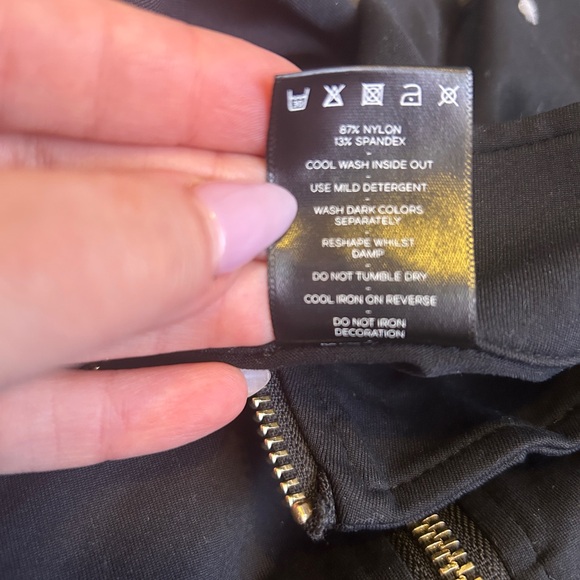 30
87% NYLON
13% SPANDEX
-
COOL WASH INSIDE OUT
-
USE MILD DETERGENT
-
WASH DARK COLORS
SEPARATELY
-
RESHAPE WHILST
DAMP
-
DO NOT TUMBLE DRY
-
COOL IRON ON REVERSE
-
DO NOT IRON
DECORATION